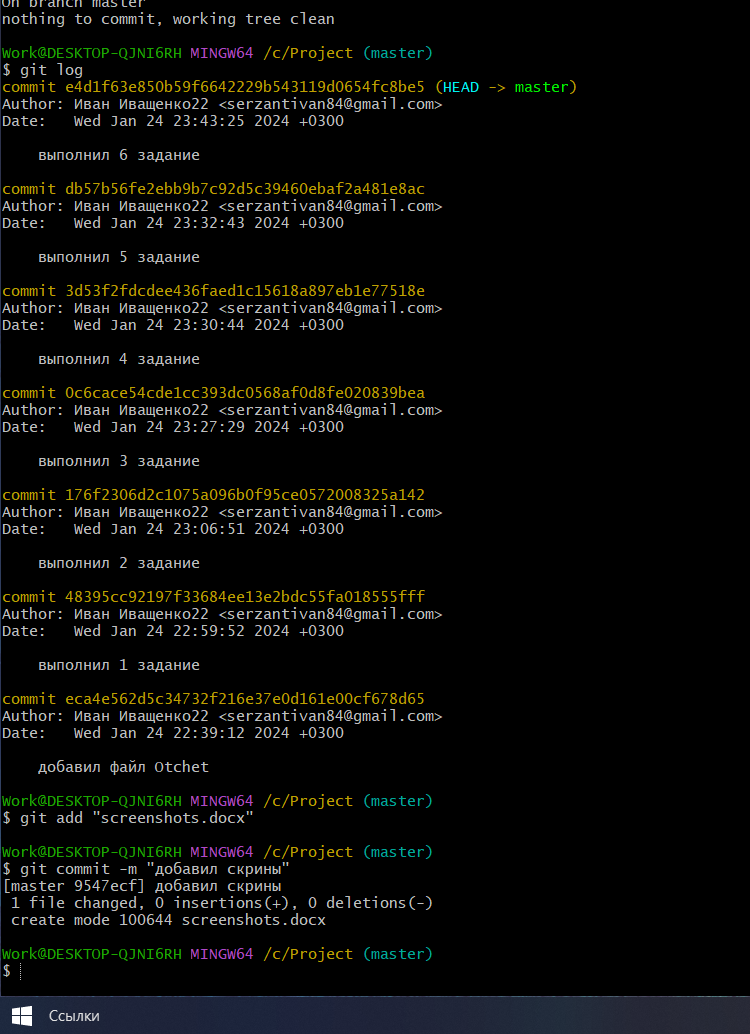 On branch master
nothing to commit, working tree clean
Work@DESKTOP-QJNI6RH MINGW64 /c/Project (master)
$ git log
commit e4d1f63e850b59f6642229b543119d0654fc8be5 (HEAD -> master)
Author: Иван Иващенко22 <serzantivan84@gmail.com>
Date:   Wed Jan 24 23:43:25 2024 +0300
выполнил 6 задание
commit db57b56fe2ebb9b7c92d5c39460ebaf2a481e8ac
Author: Иван Иващенко22 <serzantivan84@gmail.com>
Date:   Wed Jan 24 23:32:43 2024 +0300
выполнил 5 задание
commit 3d53f2fdcdee436faed1c15618a897eb1e77518e
Author: Иван Иващенко22 <serzantivan84@gmail.com>
Date:   Wed Jan 24 23:30:44 2024 +0300
выполнил 4 задание
commit 0c6cace54cde1cc393dc0568af0d8fe020839bea
Author: Иван Иващенко22 <serzantivan84@gmail.com>
Date:   Wed Jan 24 23:27:29 2024 +0300
выполнил 3 задание
commit 176f2306d2c1075a096b0f95ce0572008325a142
Author: Иван Иващенко22 <serzantivan84@gmail.com>
Date:   Wed Jan 24 23:06:51 2024 +0300
выполнил 2 задание
commit 48395cc92197f33684ee13e2bdc55fa018555fff
Author: Иван Иващенко22 <serzantivan84@gmail.com>
Date:   Wed Jan 24 22:59:52 2024 +0300
выполнил 1 задание
commit eca4e562d5c34732f216e37e0d161e00cf678d65
Author: Иван Иващенко22 <serzantivan84@gmail.com>
Date:   Wed Jan 24 22:39:12 2024 +0300
добавил файл Otchet
Work@DESKTOP-QJNI6RH MINGW64 /c/Project (master)
$ git add "screenshots.docx"
Work@DESKTOP-QJNI6RH MINGW64 /c/Project (master)
$ git commit -m "добавил скрины"
[master 9547ecf] добавил скрины
1 file changed, 0 insertions(+), 0 deletions(-)
create mode 100644 screenshots.docx
Work@DESKTOP-QJNI6RH MINGW64 /c/Project (master)
$
Ссылки